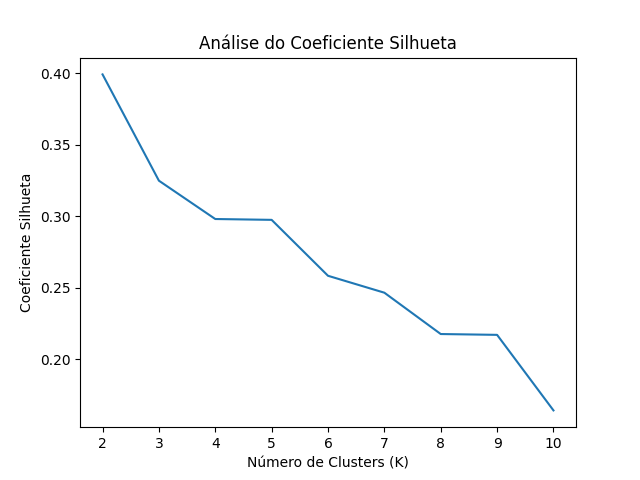 Análise do Coeficiente Silhueta
Coeficiente Silhueta
0.40
0.35
0.30
0.25
0.20
2 3 4 5 6 7 8 9 10
Número de Clusters (K)